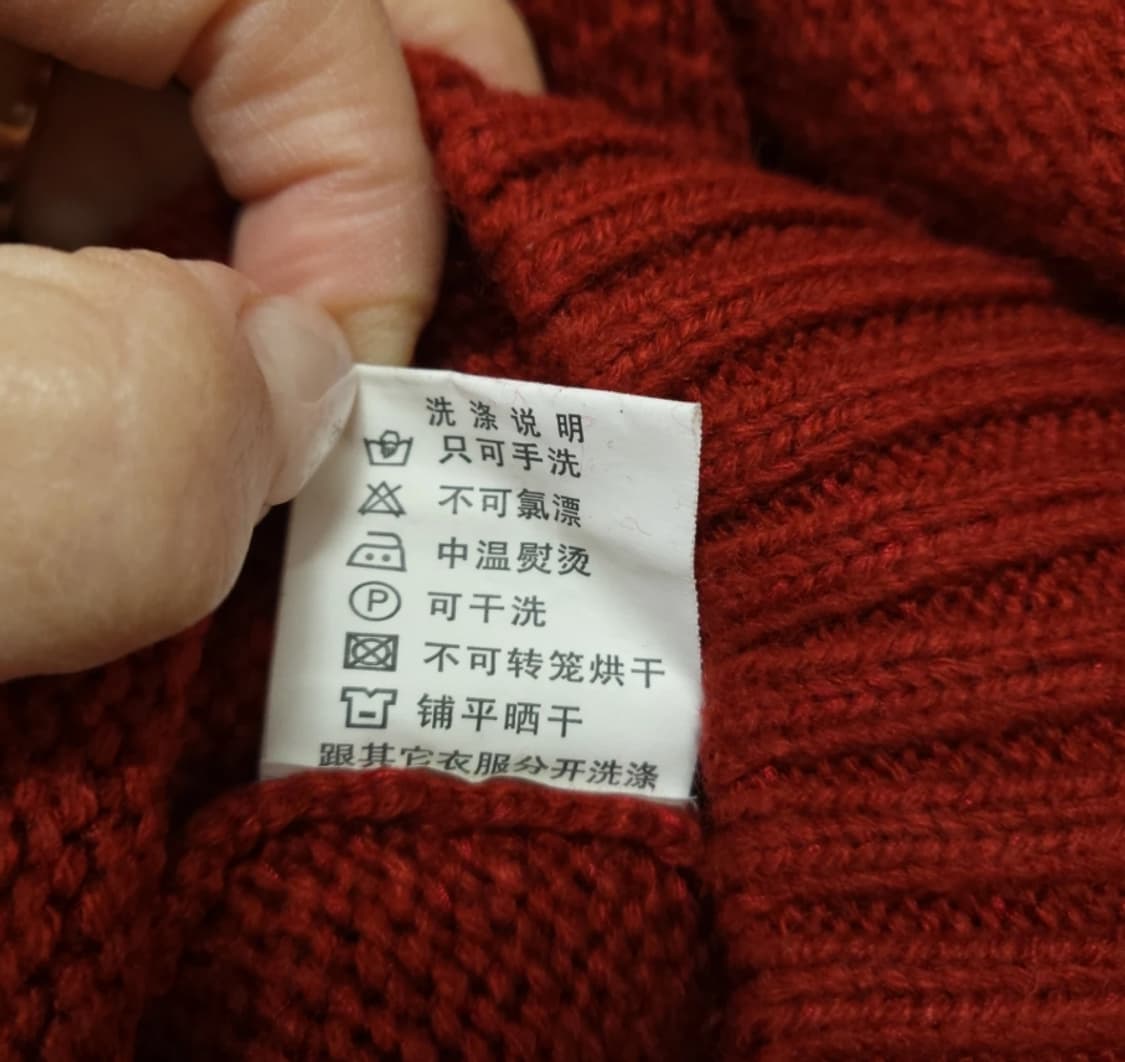 洗涤说明
只可手洗
不可氯漂
中温熨烫
P 可干洗
不可转笼烘干
铺平晒干
跟其它衣服分开洗涤